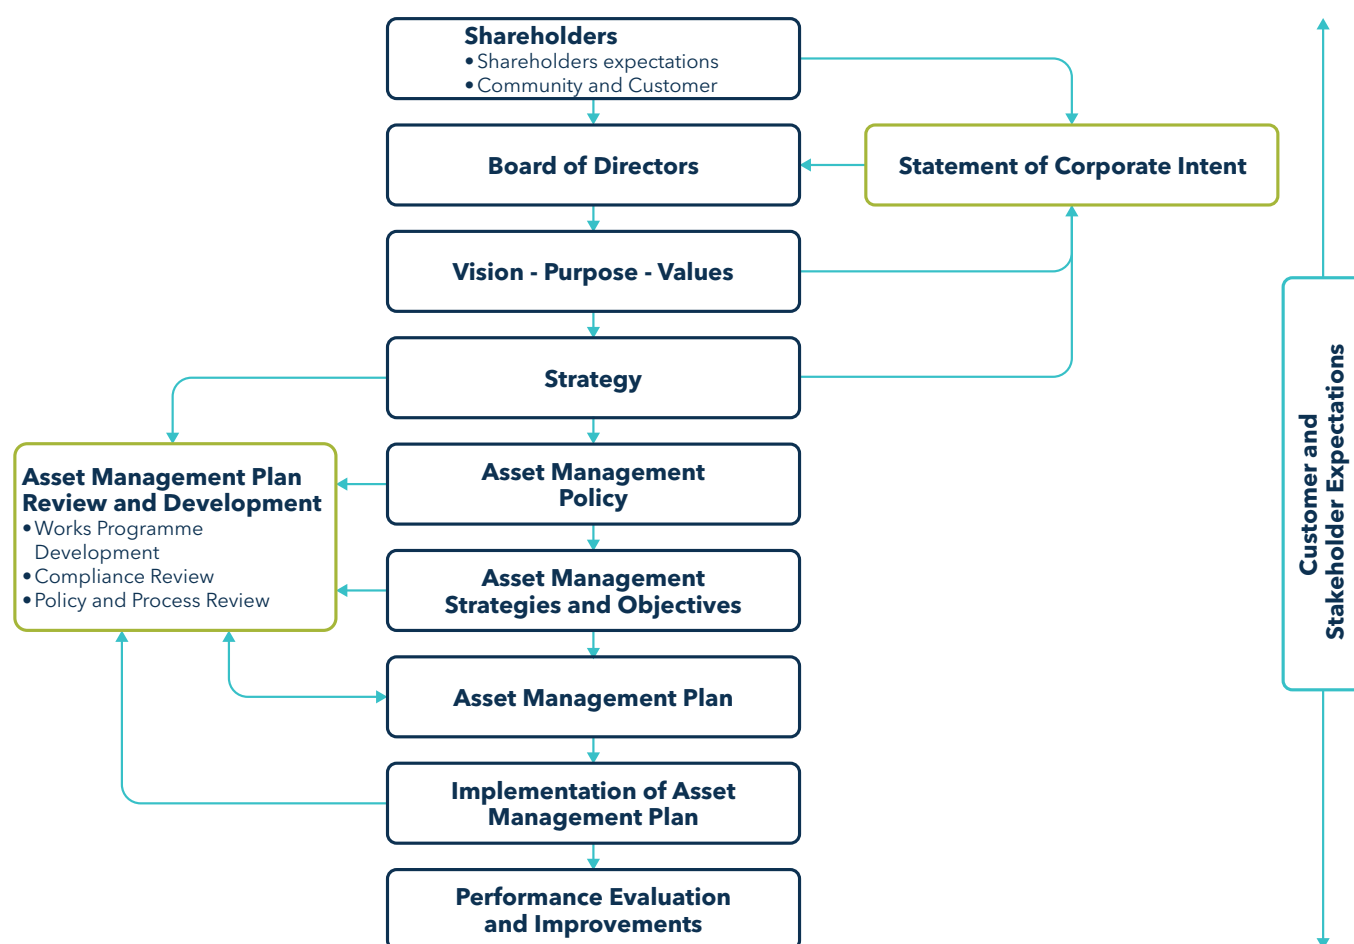 Shareholders
• Shareholders expectations
• Community and Customer
Board of Directors
Statement of Corporate Intent
Vision - Purpose - Values
Strategy
Asset Management Plan
Review and Development
• Works Programme
Development
• Compliance Review
• Policy and Process Review
Asset Management
Policy
Asset Management
Strategies and Objectives
Asset Management Plan
Implementation of Asset
Management Plan
Performance Evaluation
and Improvements
Customer and
Stakeholder Expectations